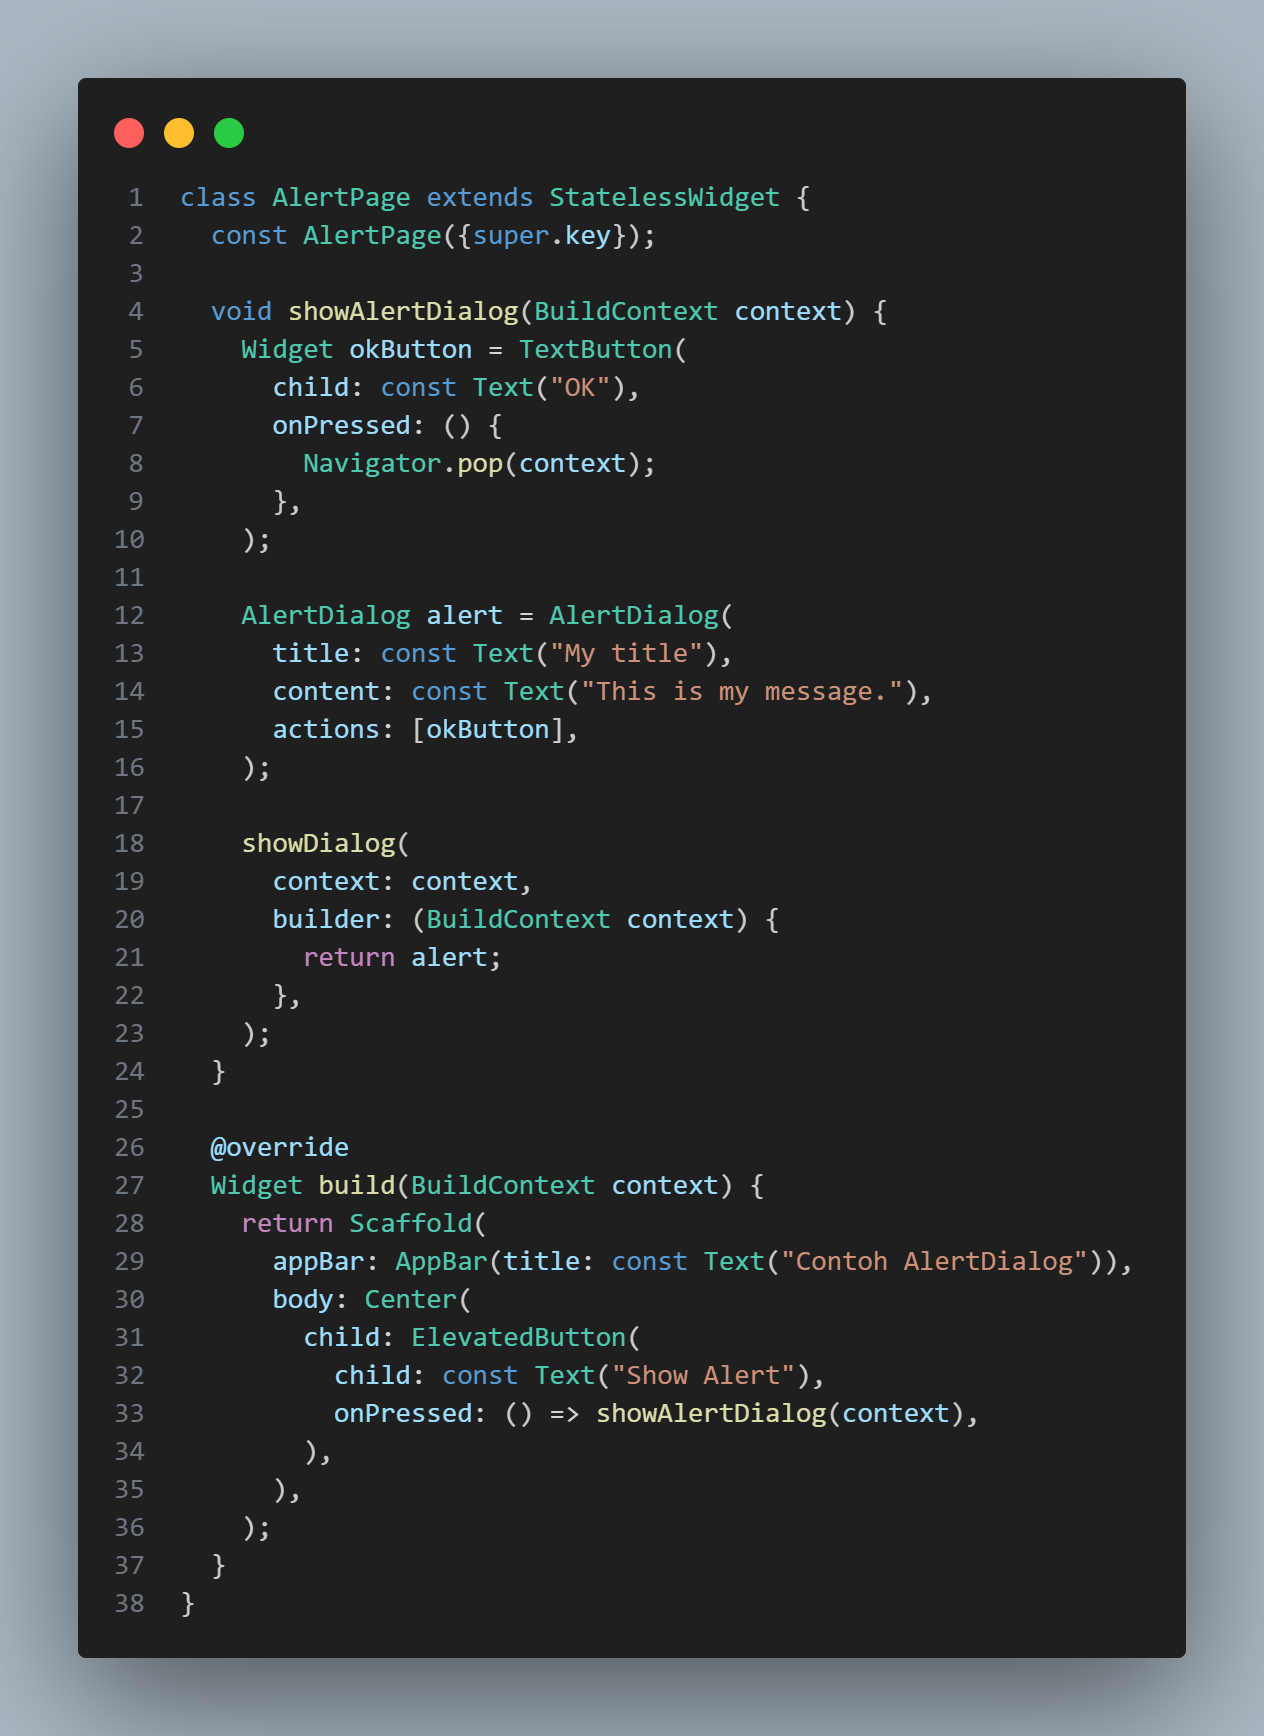 1 class AlertPage extends StatelessWidget {
2   const AlertPage({super.key});
3
4   void showAlertDialog(BuildContext context) {
5     Widget okButton = TextButton(
6       child: const Text("OK"),
7       onPressed: () {
8         Navigator.pop(context);
9       },
10     );
11
12     AlertDialog alert = AlertDialog(
13       title: const Text("My title"),
14       content: const Text("This is my message."),
15       actions: [okButton],
16     );
17
18     showDialog(
19       context: context,
20       builder: (BuildContext context) {
21         return alert;
22       },
23     );
24   }
25
26   @override
27   Widget build(BuildContext context) {
28     return Scaffold(
29       appBar: AppBar(title: const Text("Contoh AlertDialog")),
30       body: Center(
31         child: ElevatedButton(
32           child: const Text("Show Alert"),
33           onPressed: () => showAlertDialog(context),
34         ),
35       ),
36     );
37   }
38 }